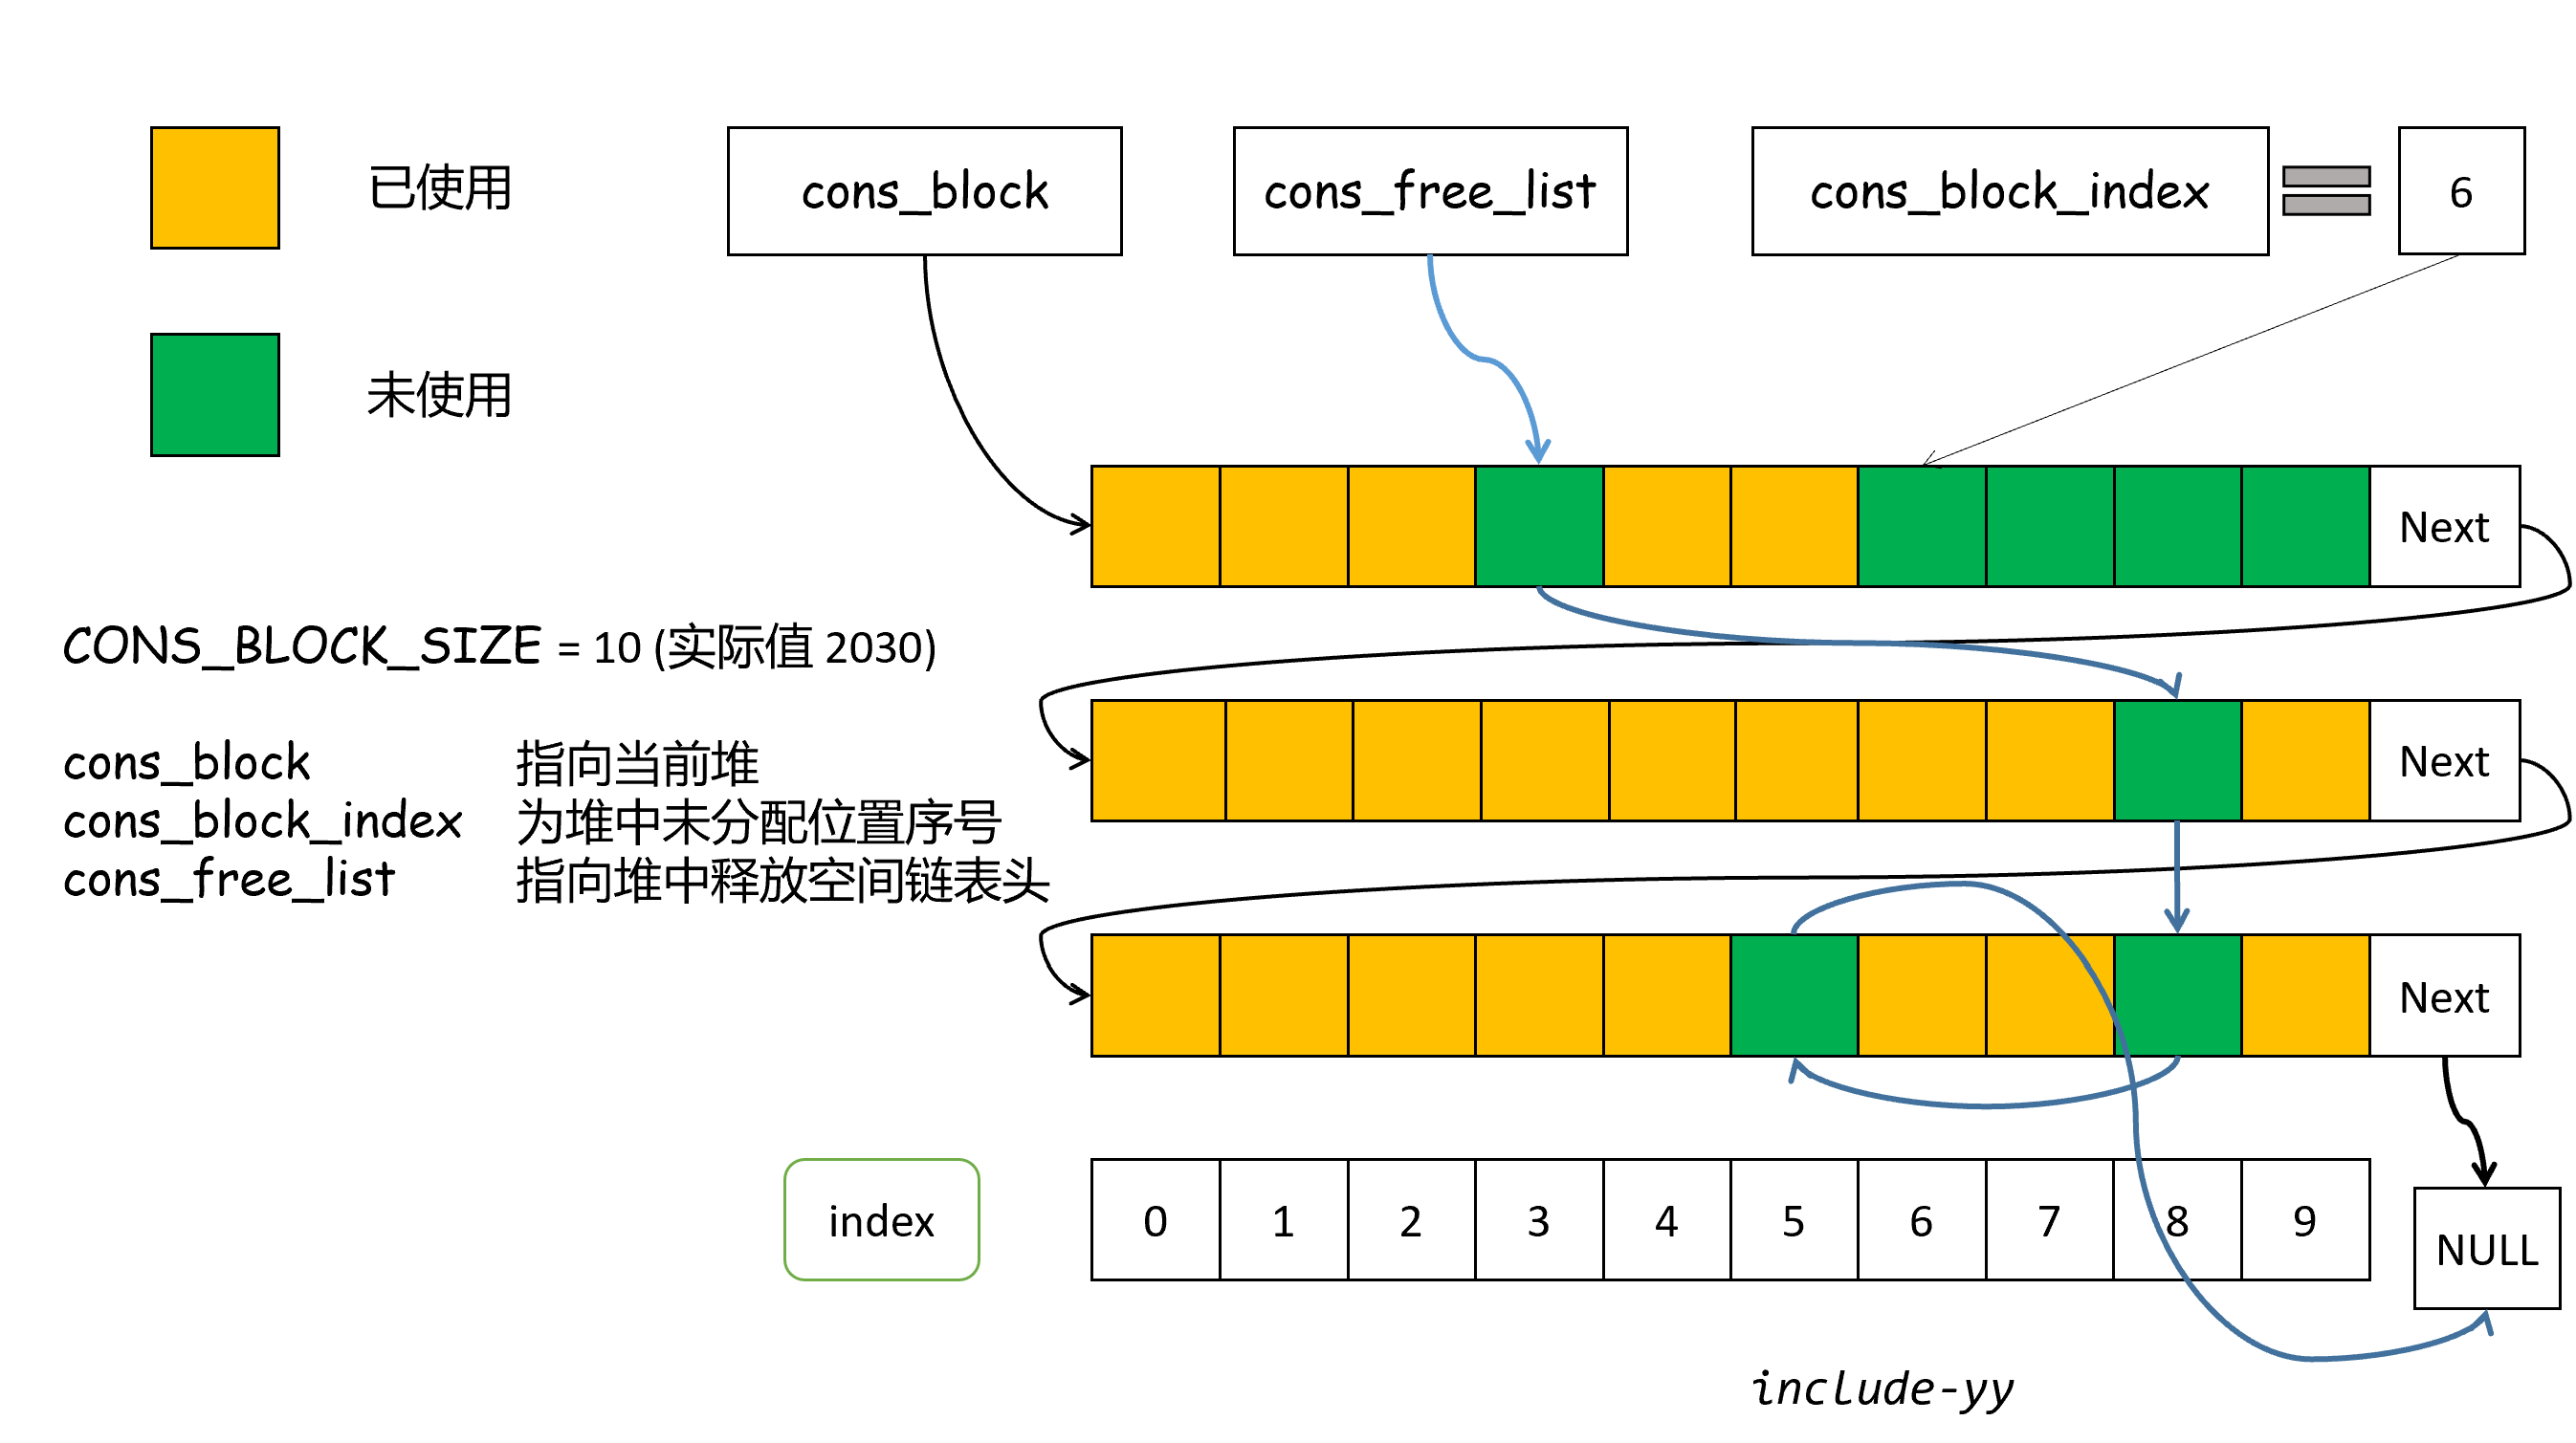 已使用
cons_block
cons_free_list
cons_block_index
6
未使用
Next
CONS_BLOCK_SIZE = 10 (实际值 2030)
cons_block 指向当前堆
cons_block_index 为堆中未分配位置序号
cons_free_list 指向堆中释放空间链表头
Next
Next
index
0 1 2 3 4 5 6 7 8 9
NULL
include-yy